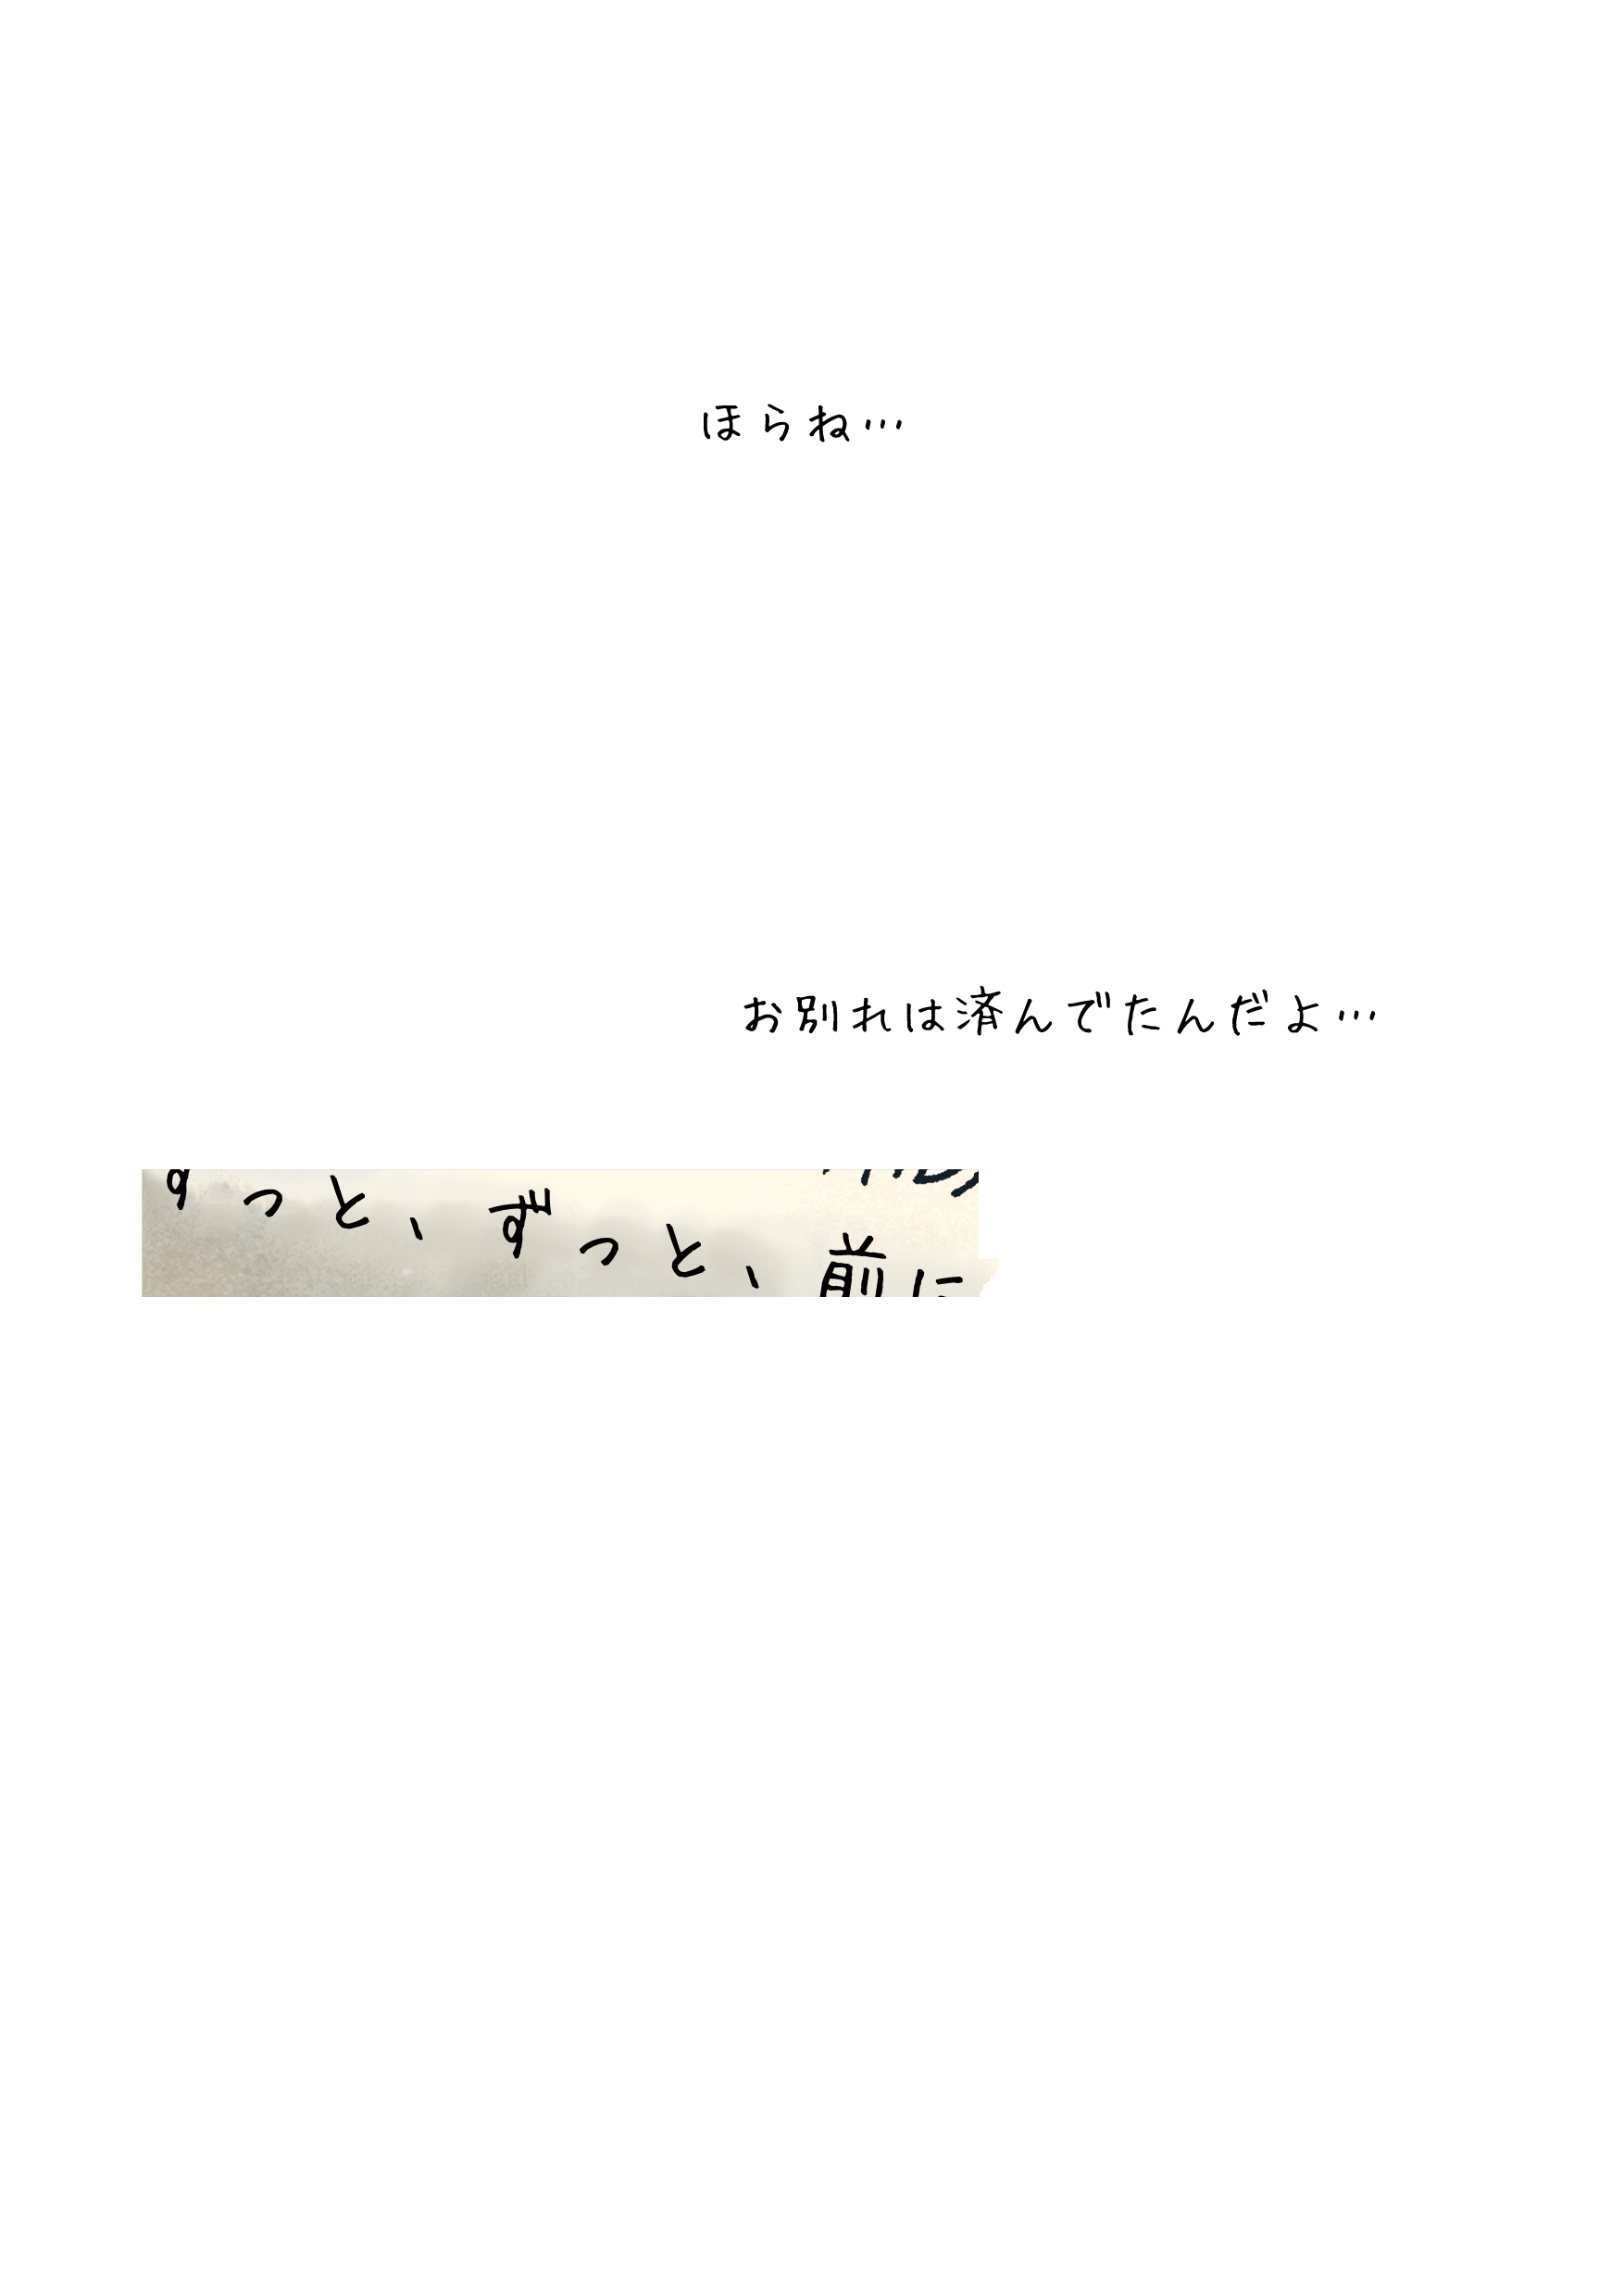 ほらね…
お別れは済んでたんだよ…
ずっと、ずっと、前に